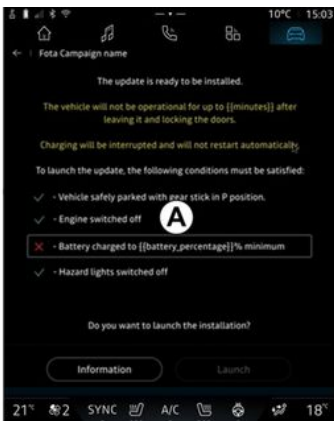 10°C 15:03
Fota Campaign name
The update is ready to be installed.
The vehicle will not be operational for up to {{minutes}} after
leaving it and locking the doors.
Charging will be interrupted and will not restart automatically.
To launch the update, the following conditions must be satisfied:
- Vehicle safely parked with gear stick in P position.
- Engine switched off
A
- Battery charged to {{battery_percentage}}% minimum
- Hazard lights switched off
Do you want to launch the installation?
Information
Launch
21° 2 SYNC A/C 18°